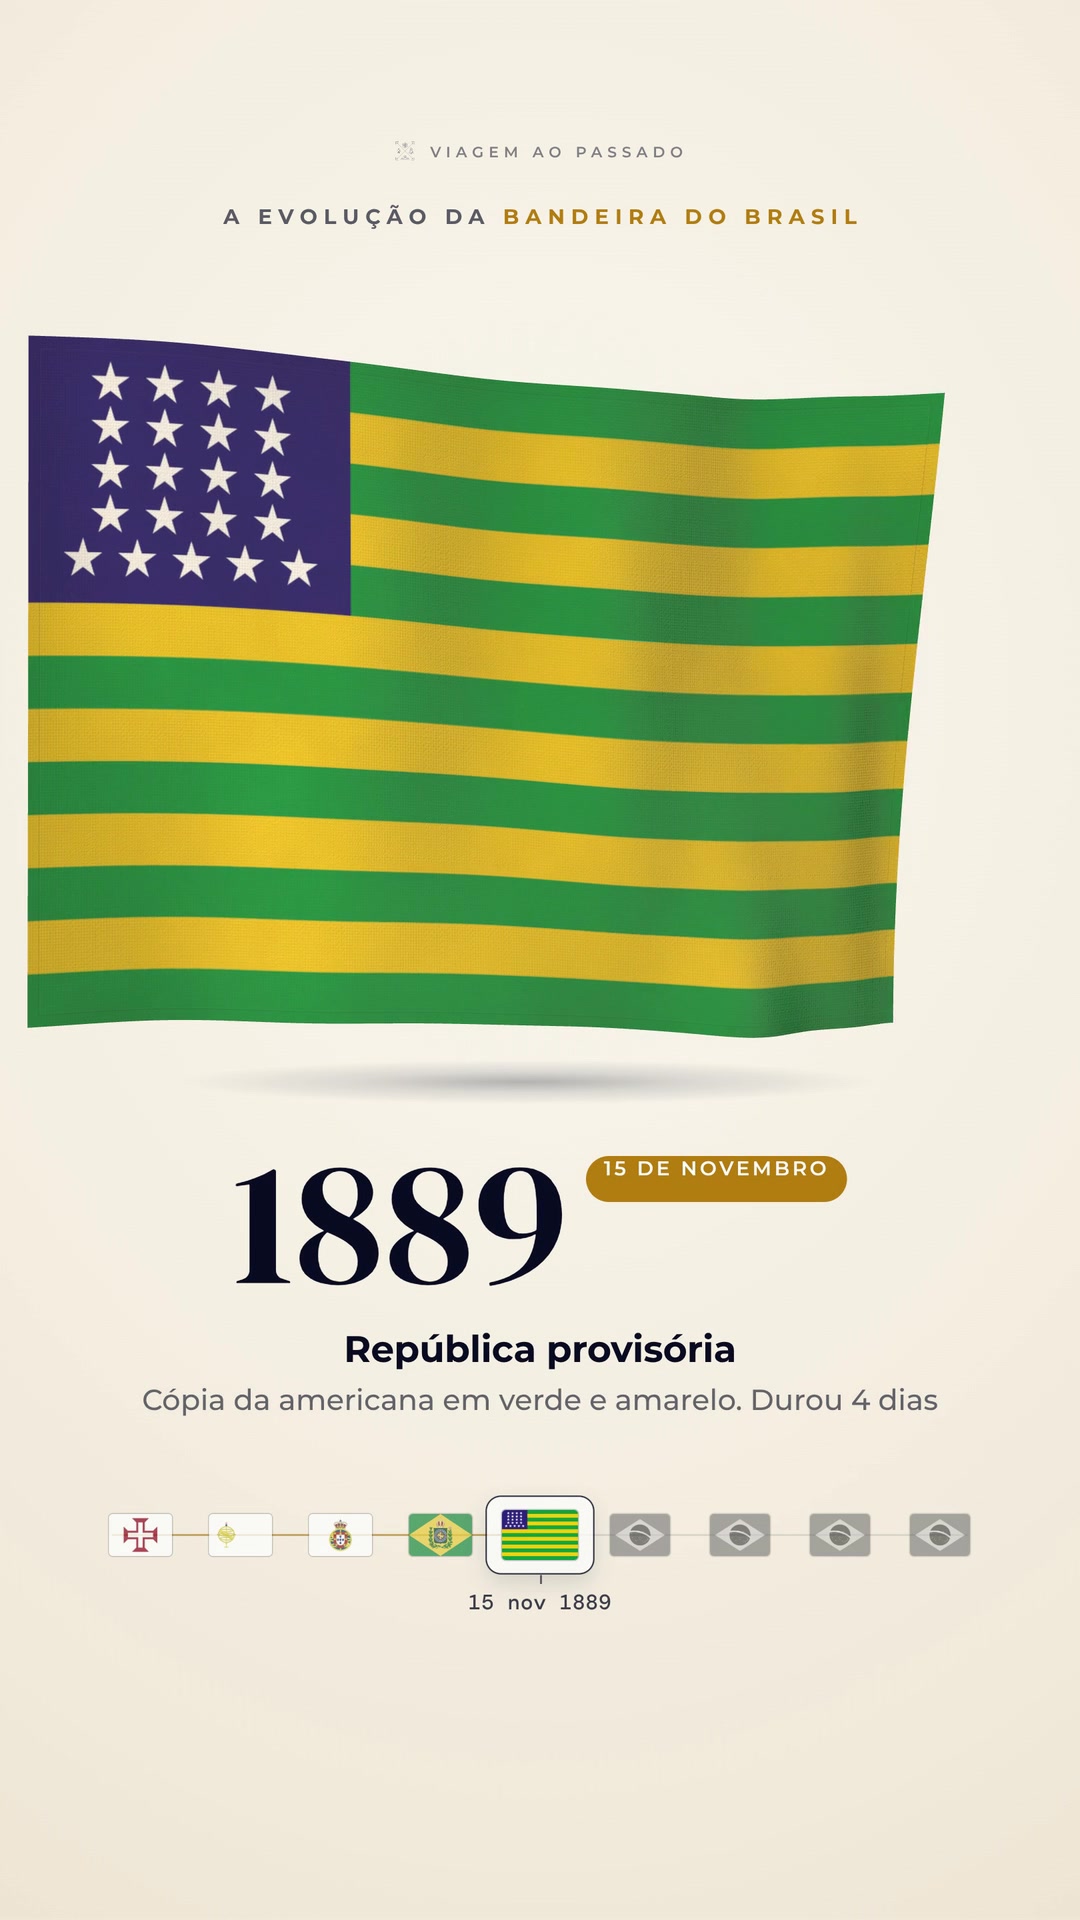 VIAGEM AO PASSADO
A EVOLUÇÃO DA BANDEIRA DO BRASIL
1889
15 DE NOVEMBRO
República provisória
Cópia da americana em verde e amarelo. Durou 4 dias
15 nov 1889